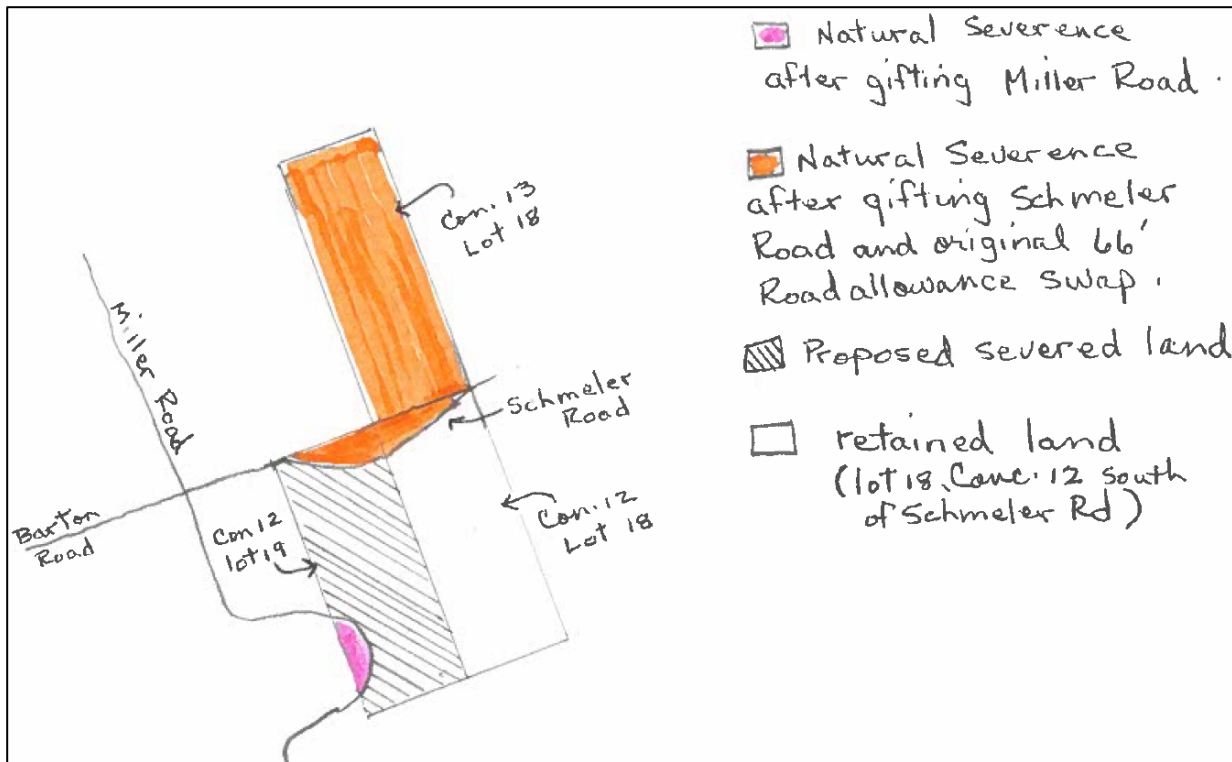 Natural Severence
after gifting Miller Road.
Natural Severence
after gifting Schmeler
Road and original 66'
Road allowance swap.
Proposed severed land
retained land
(lot 18, Conc. 12 South
of Schmeler Rd)
Con. 13
Lot 18
Miller Road
Schmeler
Road
Barton
Road
Con 12
lot 19
Con. 12
Lot 18